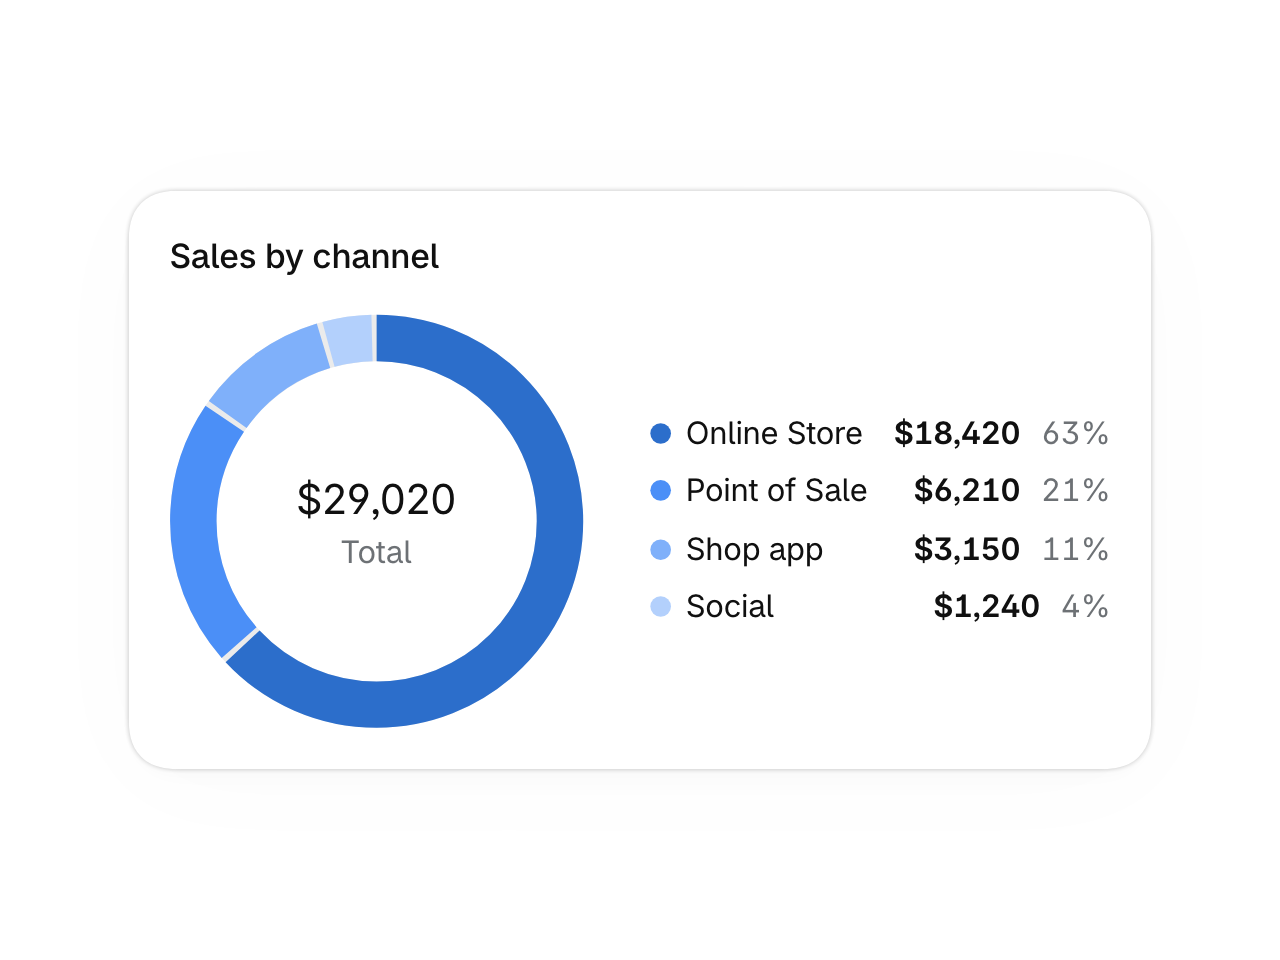 Sales by channel
$29,020
Total
Online Store $18,420 63%
Point of Sale $6,210 21%
Shop app $3,150 11%
Social $1,240 4%